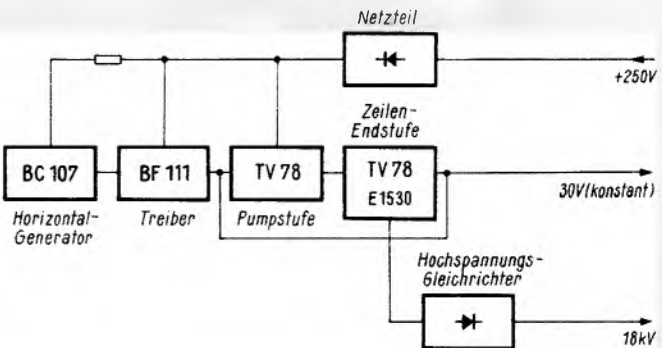 Netzteil
+250V
Zeilen-
Endstufe
BC 107
BF 111
TV 78
TV 78
E1530
30V(konstant)
Horizontal-
Generator
Treiber
Pumpstufe
Hochspannungs-
Gleichrichter
18kV